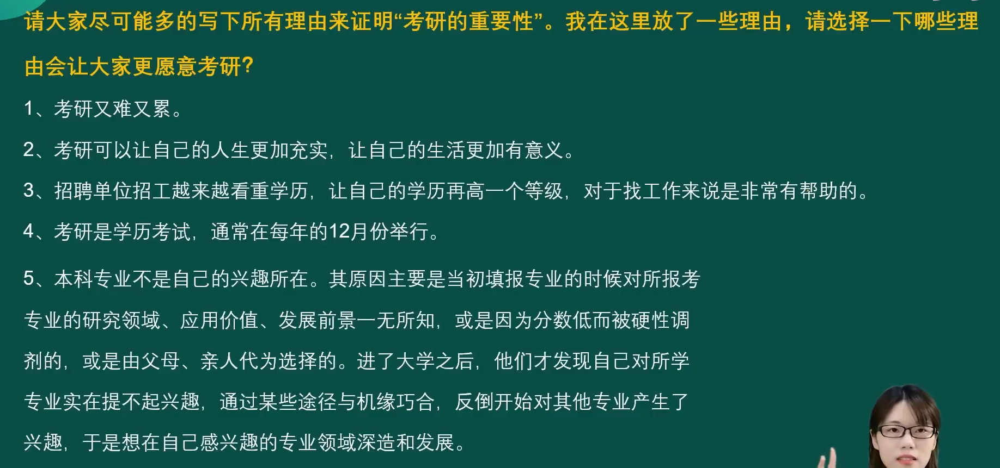 请大家尽可能多的写下所有理由来证明“考研的重要性”。我在这里放了一些理由，请选择一下哪些理
由会让大家更愿意考研？
1、考研又难又累。
2、考研可以让自己的人生更加充实，让自己的生活更加有意义。
3、招聘单位招工越来越看重学历，让自己的学历再高一个等级，对于找工作来说是非常有帮助的。
4、考研是学历考试，通常在每年的12月份举行。
5、本科专业不是自己的兴趣所在。其原因主要是当初填报专业的时候对所报考
专业的研究领域、应用价值、发展前景一无所知，或是因为分数低而被硬性调
剂的，或是由父母、亲人代为选择的。进了大学之后，他们才发现自己对所学
专业实在提不起兴趣，通过某些途径与机缘巧合，反倒开始对其他专业产生了
兴趣，于是想在自己感兴趣的专业领域深造和发展。